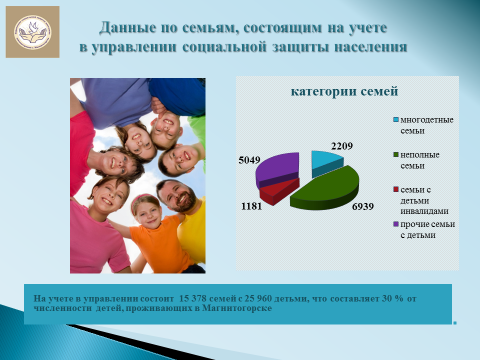 Данные по семьям, состоящим на учете
в управлении социальной защиты населения
категории семей
2209
6939
1181
5049
многодетные
семьи
неполные
семьи
семьи с
детьми
инвалидами
прочие семьи
с детьми
На учете в управлении состоит 15 378 семей с 25 960 детьми, что составляет 30 % от
численности детей, проживающих в Магнитогорске
.